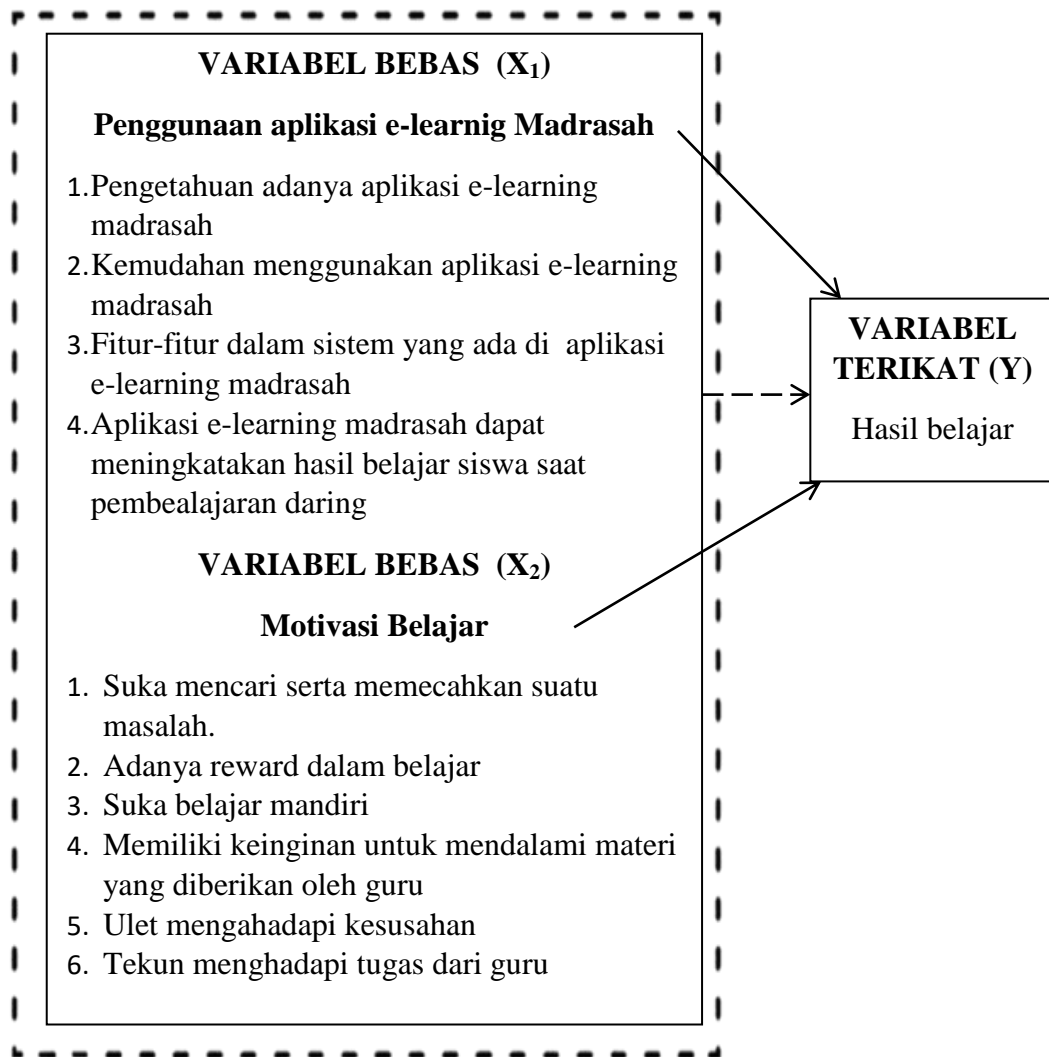 VARIABEL BEBAS (X₁)
Penggunaan aplikasi e-learnig Madrasah
1.Pengetahuan adanya aplikasi e-learning
madrasah
2.Kemudahan menggunakan aplikasi e-learning
madrasah
3.Fitur-fitur dalam sistem yang ada di aplikasi
e-learning madrasah
4.Aplikasi e-learning madrasah dapat
meningkatakan hasil belajar siswa saat
pembealajaran daring
VARIABEL BEBAS (X₂)
Motivasi Belajar
1. Suka mencari serta memecahkan suatu
masalah.
2. Adanya reward dalam belajar
3. Suka belajar mandiri
4. Memiliki keinginan untuk mendalami materi
yang diberikan oleh guru
5. Ulet mengahadapi kesusahan
6. Tekun menghadapi tugas dari guru
VARIABEL
TERIKAT (Y)
Hasil belajar